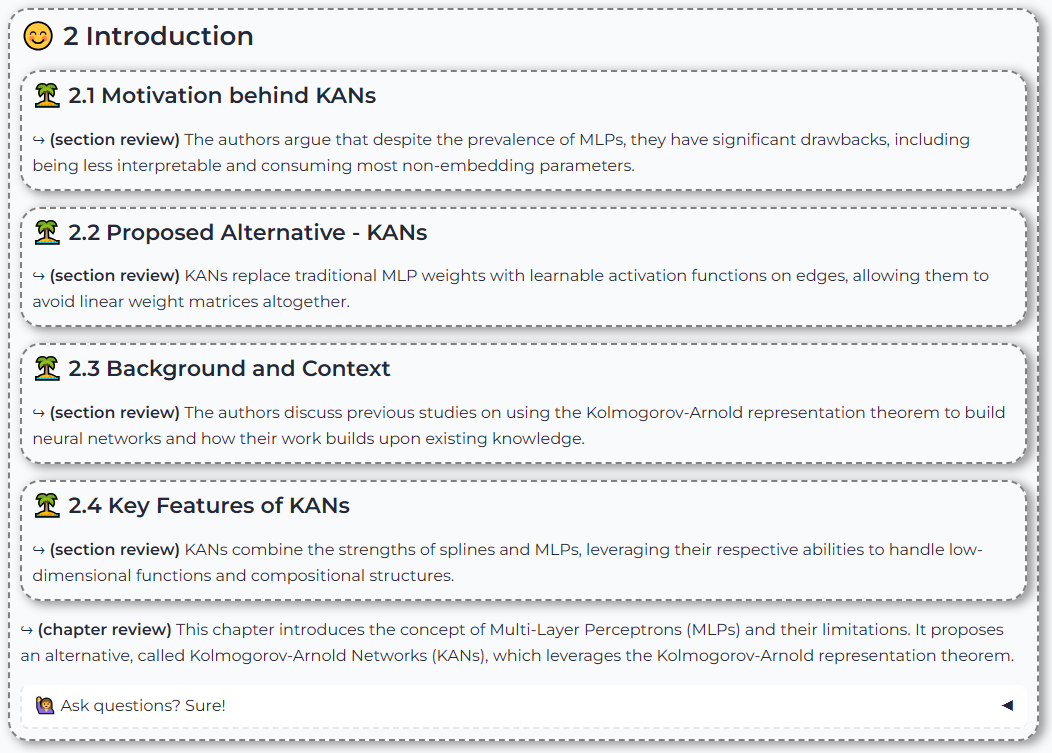 😊 2 Introduction
🏝️ 2.1 Motivation behind KANs
↪ (section review) The authors argue that despite the prevalence of MLPs, they have significant drawbacks, including
being less interpretable and consuming most non-embedding parameters.
🏝️ 2.2 Proposed Alternative - KANs
↪ (section review) KANs replace traditional MLP weights with learnable activation functions on edges, allowing them to
avoid linear weight matrices altogether.
🏝️ 2.3 Background and Context
↪ (section review) The authors discuss previous studies on using the Kolmogorov-Arnold representation theorem to build
neural networks and how their work builds upon existing knowledge.
🏝️ 2.4 Key Features of KANs
↪ (section review) KANs combine the strengths of splines and MLPs, leveraging their respective abilities to handle low-
dimensional functions and compositional structures.
↪ (chapter review) This chapter introduces the concept of Multi-Layer Perceptrons (MLPs) and their limitations. It proposes
an alternative, called Kolmogorov-Arnold Networks (KANs), which leverages the Kolmogorov-Arnold representation theorem.
🙋 Ask questions? Sure! ◀